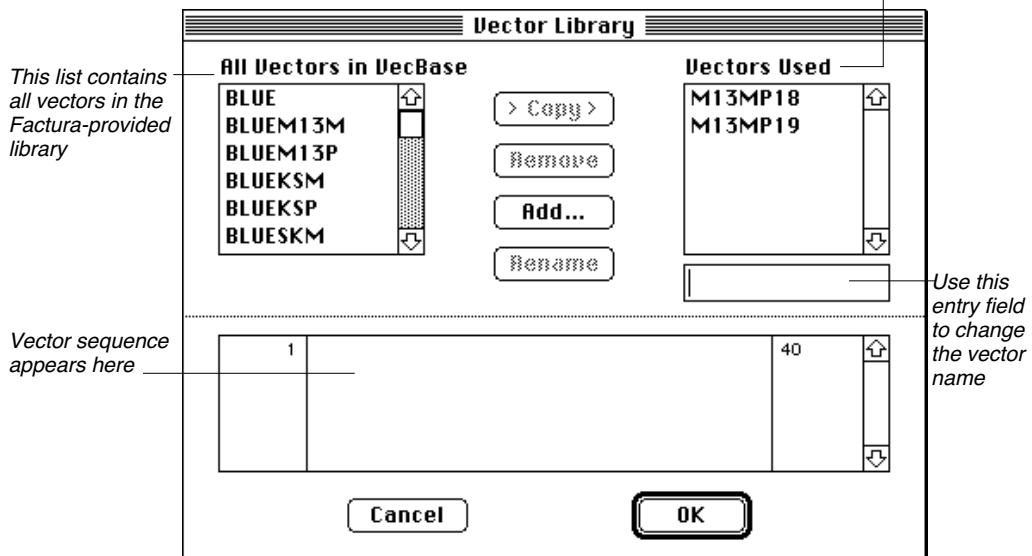 Vector Library
This list contains
all vectors in the
Factura-provided
library
All Vectors in VecBase
BLUE
BLUEM13M
BLUEM13P
BLUEKSM
BLUEKSP
BLUESKM
> Copy >
Remove
Add...
Rename
Vectors Used
M13MP18
M13MP19
Use this
entry field
to change
the vector
name
Vector sequence
appears here
1
40
Cancel
OK